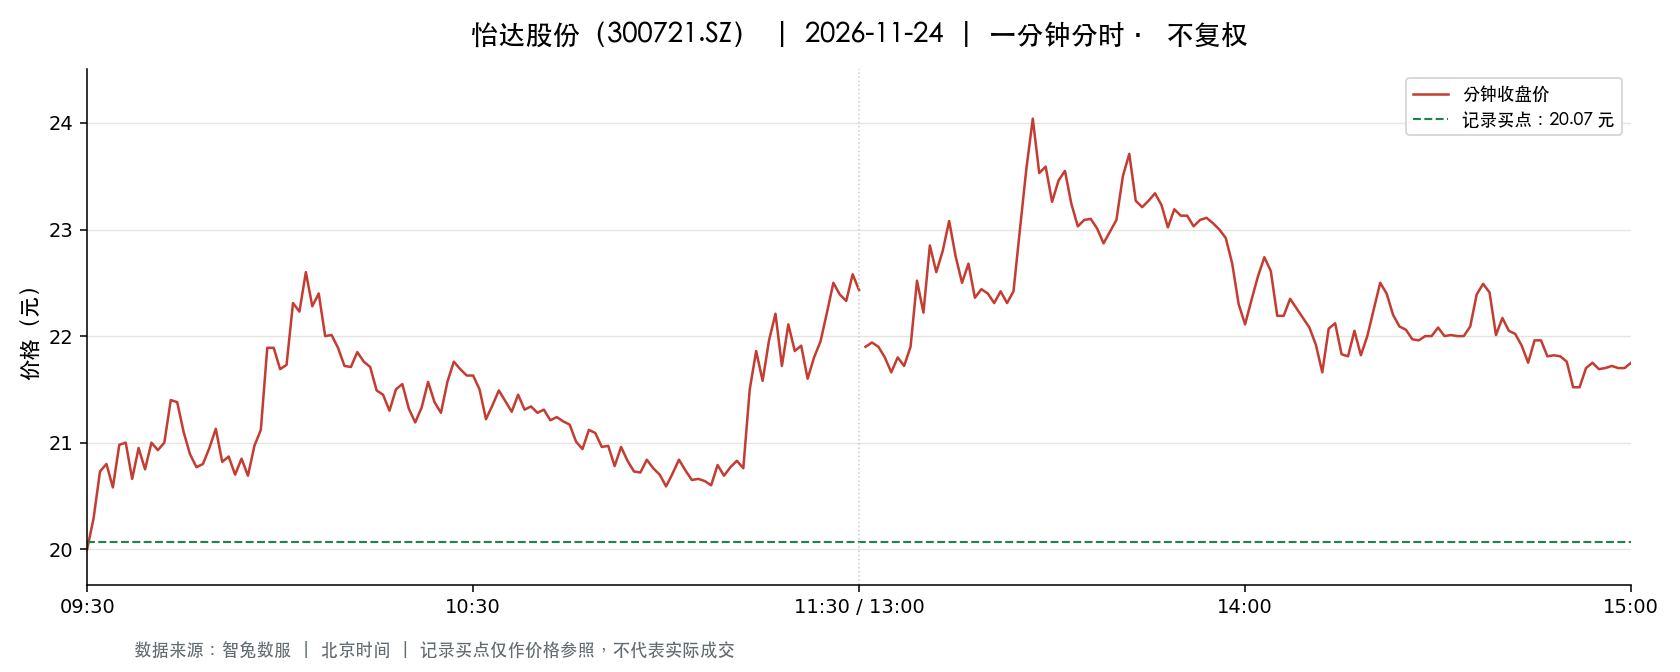 怡达股份（300721.SZ） | 2026-11-24 | 一分钟分时 · 不复权
分钟收盘价
记录买点：20.07 元
价格（元）
24
23
22
21
20
09:30
10:30
11:30 / 13:00
14:00
15:00
数据来源：智兔数服 | 北京时间 | 记录买点仅作价格参照，不代表实际成交